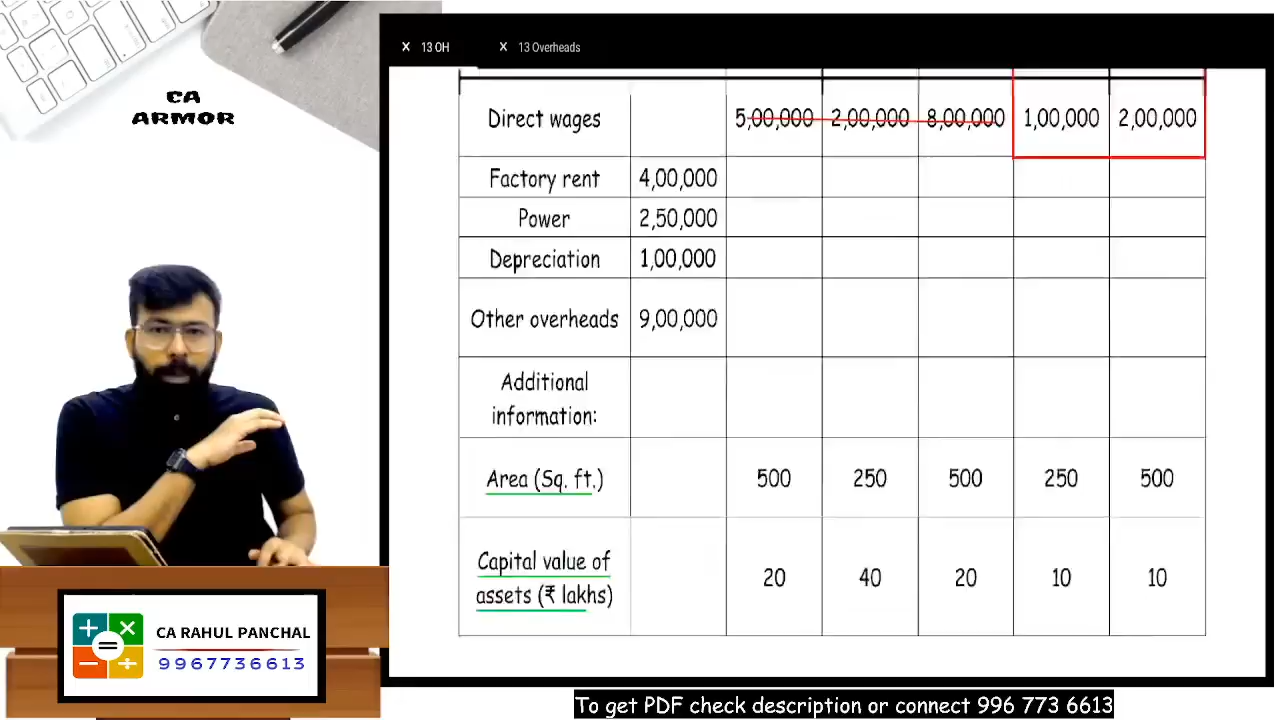 CA
ARMOR
× 13 OH × 13 Overheads
Direct wages 5,00,000 2,00,000 8,00,000 1,00,000 2,00,000
Factory rent 4,00,000
Power 2,50,000
Depreciation 1,00,000
Other overheads 9,00,000
Additional
information:
Area (Sq. ft.) 500 250 500 250 500
Capital value of
assets (₹ lakhs) 20 40 20 10 10
+ × = − ÷
CA RAHUL PANCHAL
9967736613
To get PDF check description or connect 996 773 6613